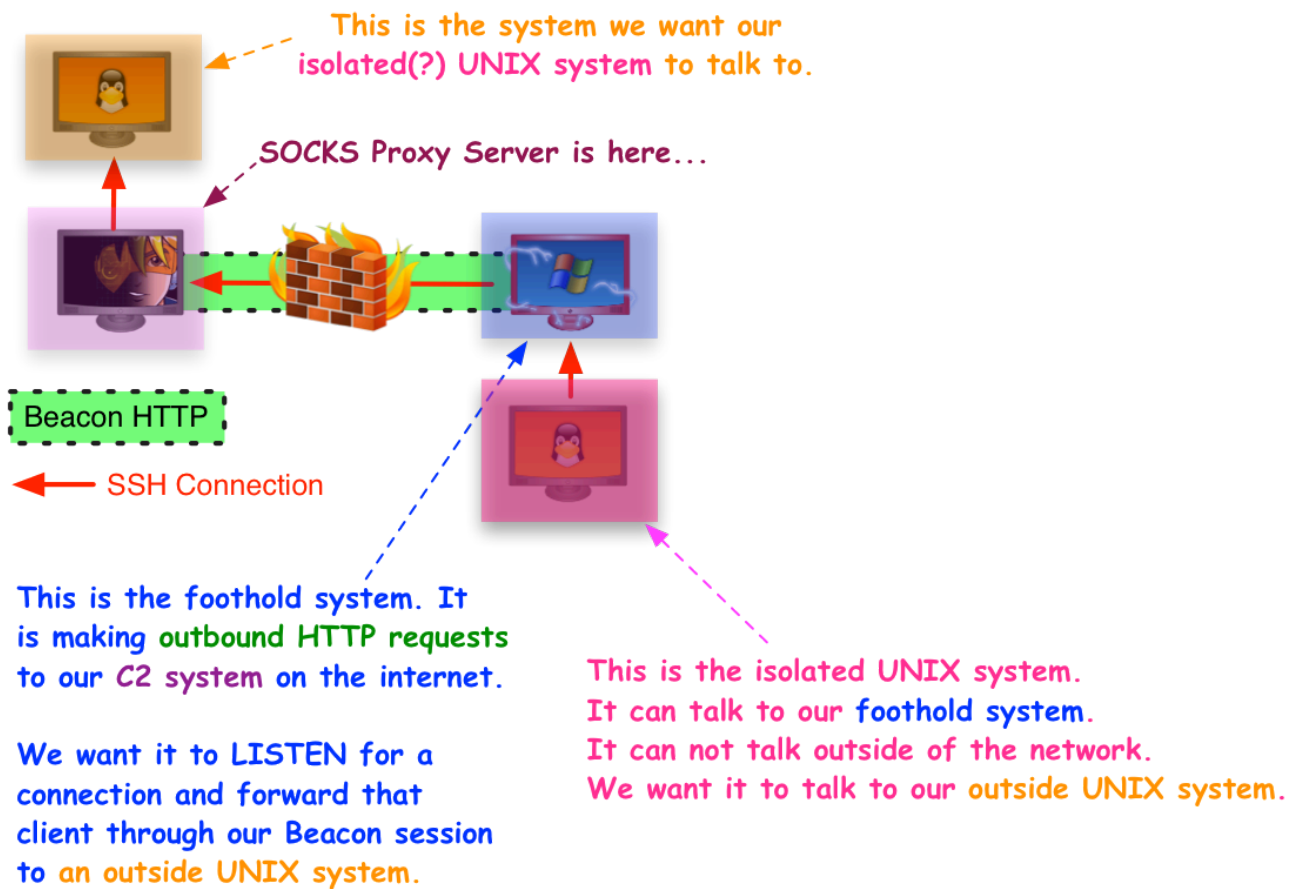 This is the system we want our
isolated(?) UNIX system to talk to.
SOCKS Proxy Server is here...
Beacon HTTP
SSH Connection
This is the foothold system. It
is making outbound HTTP requests
to our C2 system on the internet.
We want it to LISTEN for a
connection and forward that
client through our Beacon session
to an outside UNIX system.
This is the isolated UNIX system.
It can talk to our foothold system.
It can not talk outside of the network.
We want it to talk to our outside UNIX system.